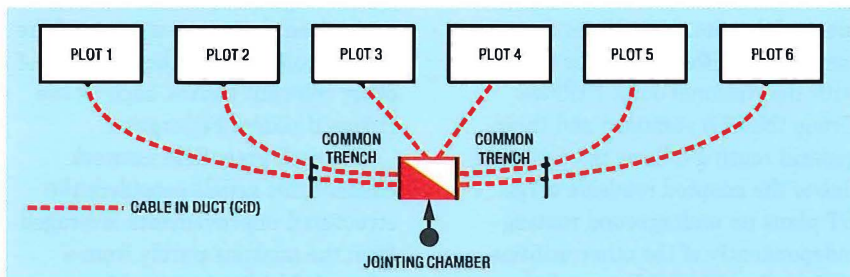 PLOT 1
PLOT 2
PLOT 3
PLOT 4
PLOT 5
PLOT 6
COMMON
TRENCH
COMMON
TRENCH
CABLE IN DUCT (CiD)
JOINTING CHAMBER